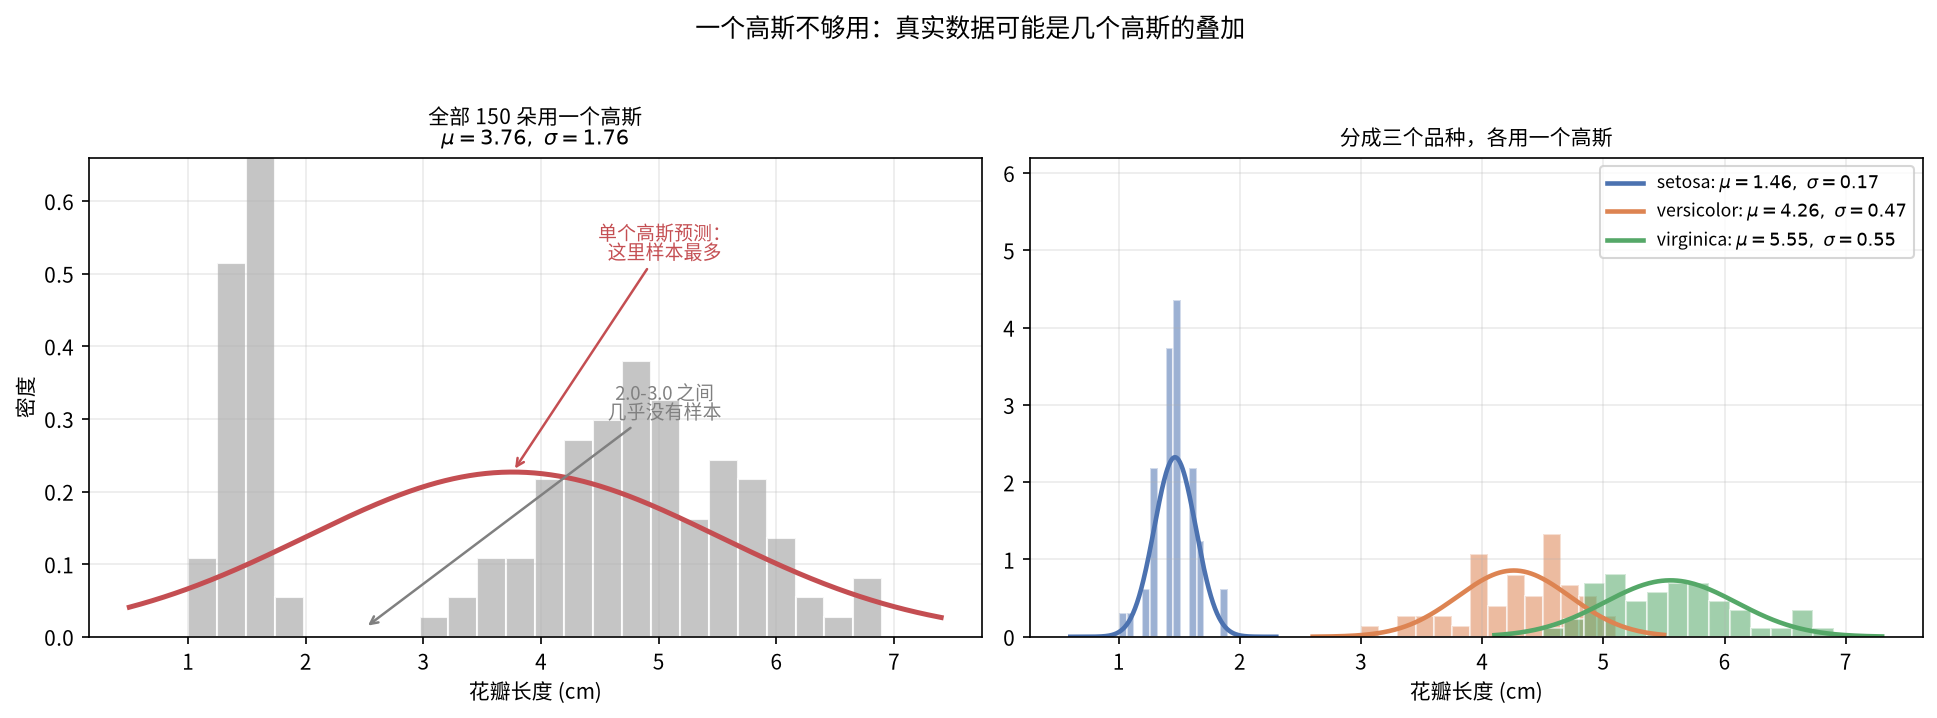 一个高斯不够用：真实数据可能是几个高斯的叠加
全部 150 朵用一个高斯
μ = 3.76, σ = 1.76
密度
0.6
0.5
0.4
0.3
0.2
0.1
0.0
单个高斯预测：
这里样本最多
2.0-3.0 之间
几乎没有样本
1 2 3 4 5 6 7
花瓣长度 (cm)
分成三个品种，各用一个高斯
6
5
4
3
2
1
0
setosa: μ = 1.46, σ = 0.17
versicolor: μ = 4.26, σ = 0.47
virginica: μ = 5.55, σ = 0.55
1 2 3 4 5 6 7
花瓣长度 (cm)